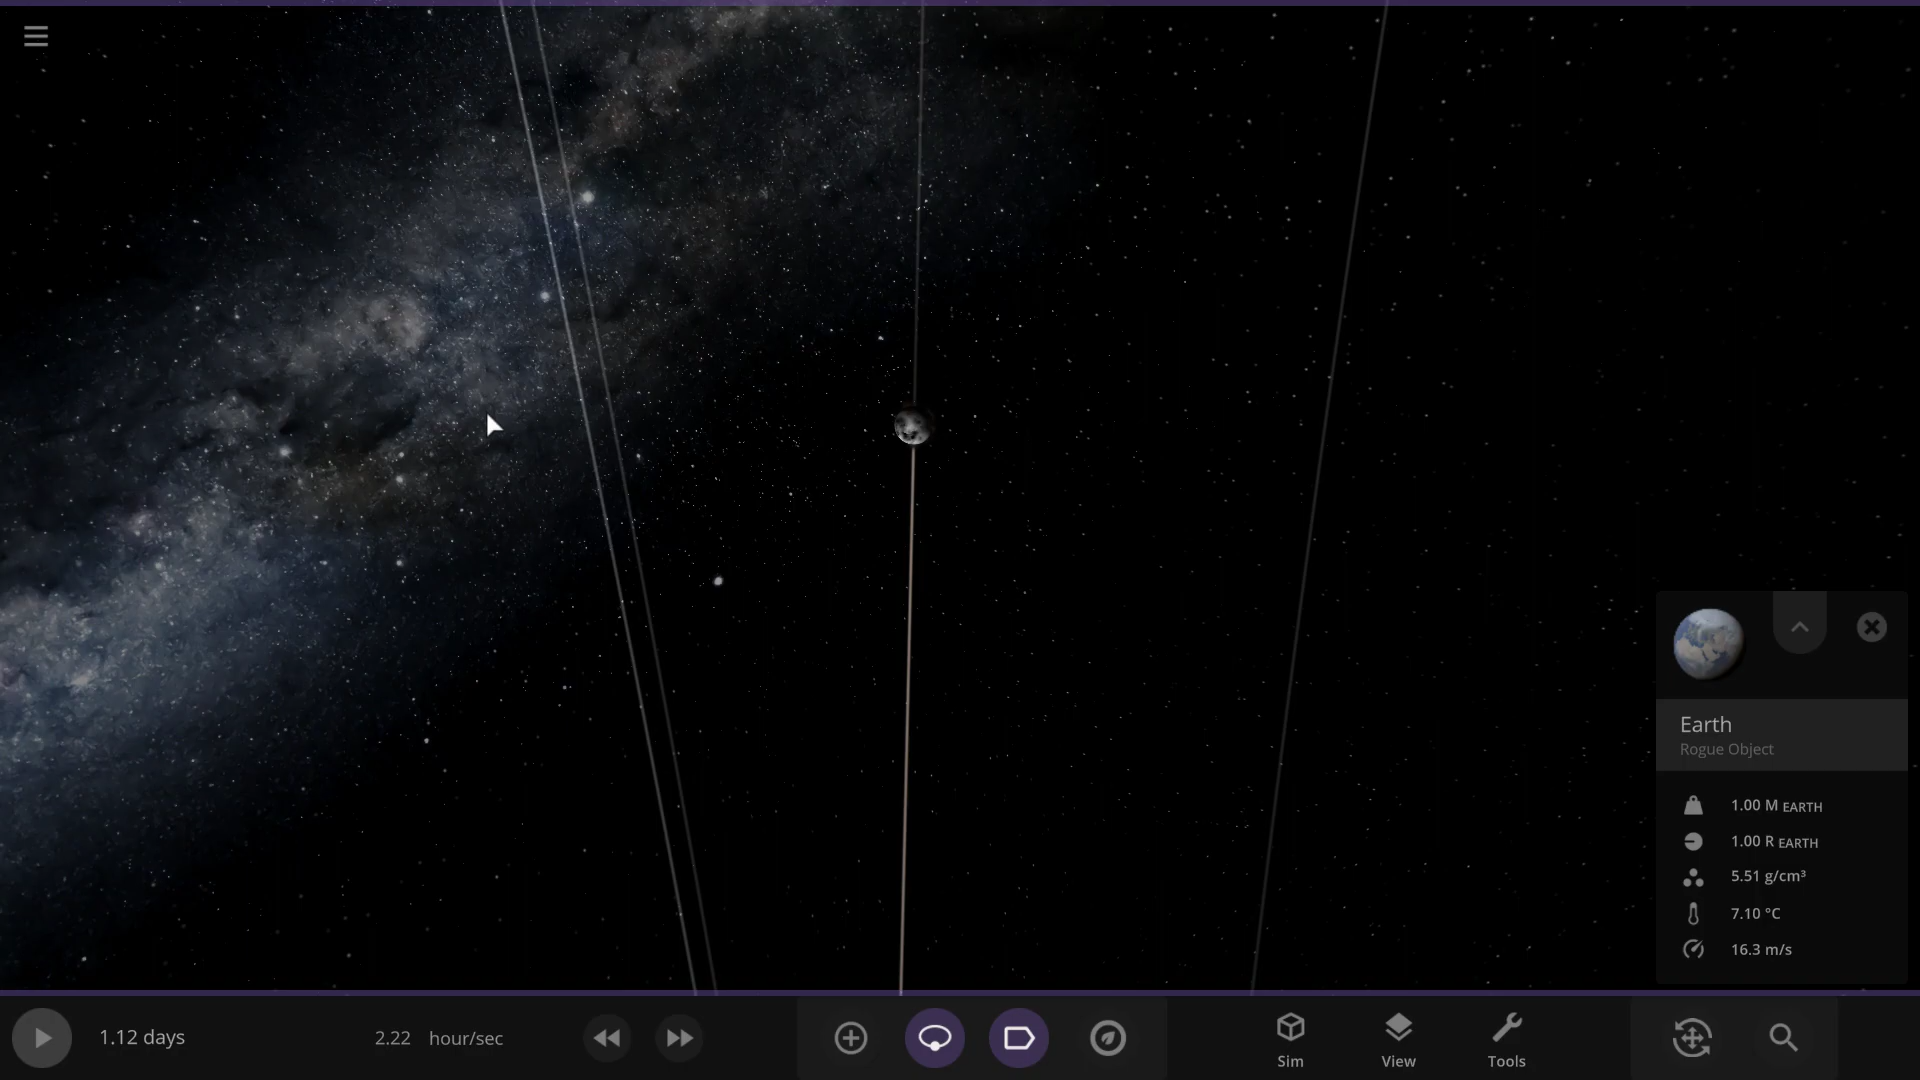 Earth
Rogue Object
1.00 M EARTH
1.00 R EARTH
5.51 g/cm³
7.10 °C
16.3 m/s
1.12 days
2.22 hour/sec
Sim
View
Tools